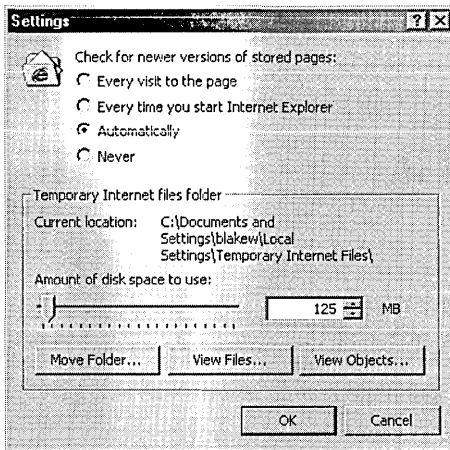 Settings
Check for newer versions of stored pages:
Every visit to the page
Every time you start Internet Explorer
Automatically
Never
Temporary Internet files folder
Current location: C:\Documents and
Settings\blakew\Local
Settings\Temporary Internet Files\
Amount of disk space to use:
125 MB
Move Folder... View Files... View Objects...
OK Cancel